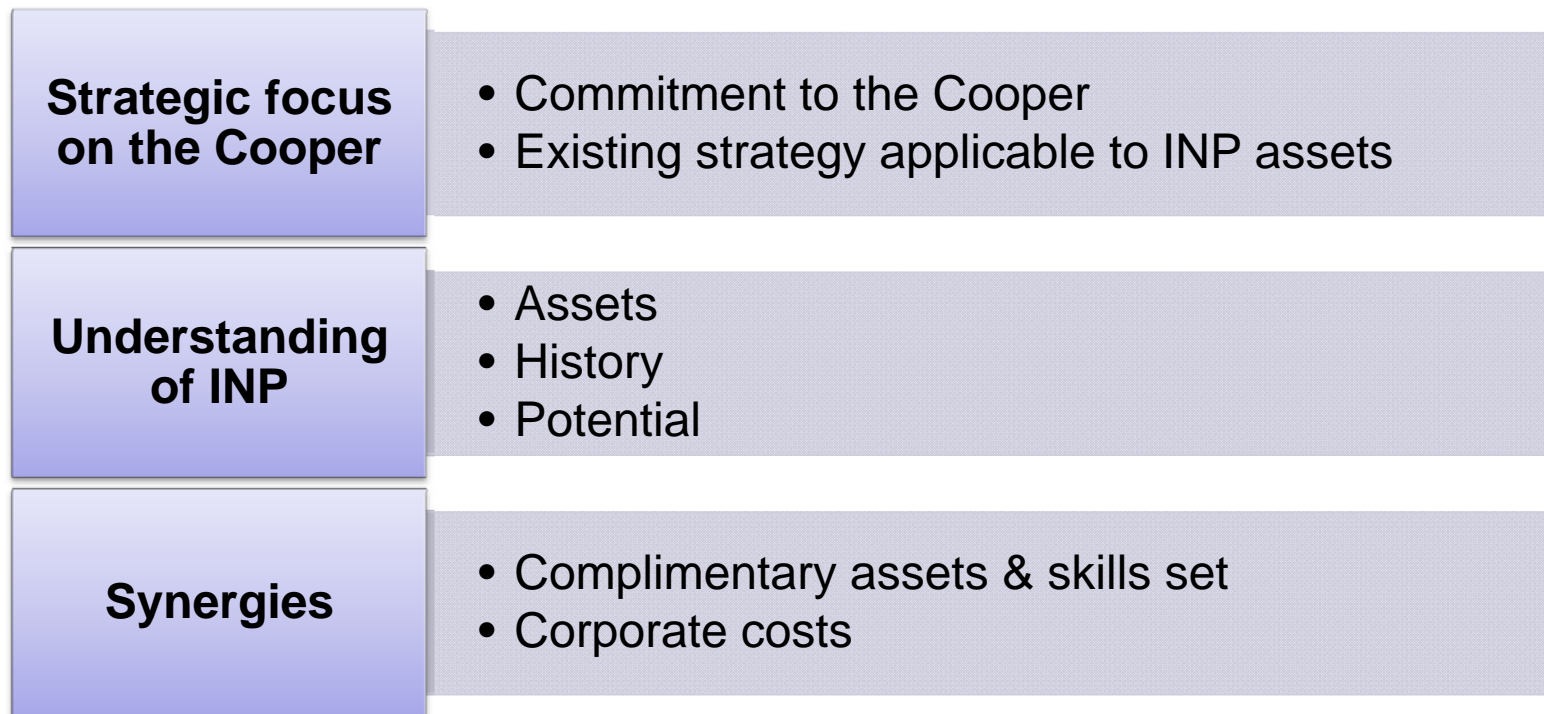 Strategic focus
on the Cooper
• Commitment to the Cooper
• Existing strategy applicable to INP assets
Understanding
of INP
• Assets
• History
• Potential
Synergies
• Complimentary assets & skills set
• Corporate costs